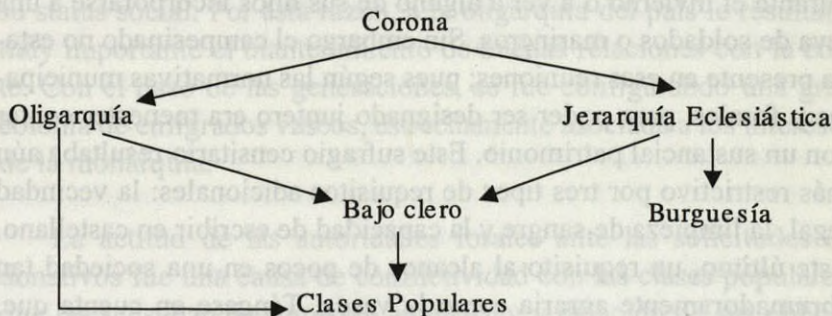 Corona
Oligarquía
Jerarquía Eclesiástica
Bajo clero
Burguesía
Clases Populares